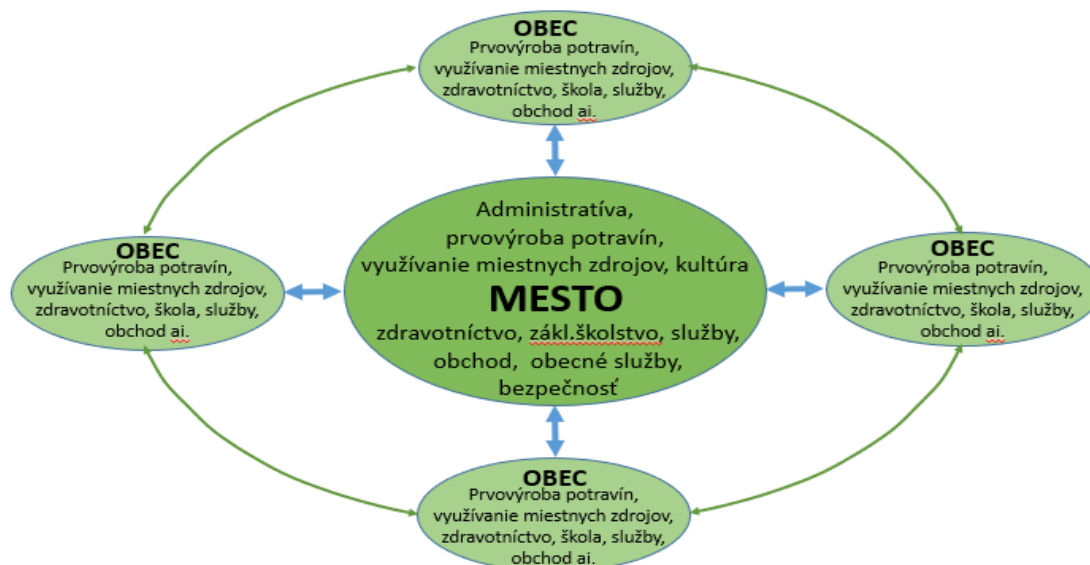 OBEC
Prvovýroba potravín,
využívanie miestnych zdrojov,
zdravotníctvo, škola, služby,
obchod ai.
Administratíva,
prvovýroba potravín,
využívanie miestnych zdrojov, kultúra
MESTO
zdravotníctvo, zákl.školstvo, služby,
obchod, obecné služby,
bezpečnosť
OBEC
Prvovýroba potravín,
využívanie miestnych zdrojov,
zdravotníctvo, škola, služby,
obchod ai.
OBEC
Prvovýroba potravín,
využívanie miestnych zdrojov,
zdravotníctvo, škola, služby,
obchod ai.
OBEC
Prvovýroba potravín,
využívanie miestnych zdrojov,
zdravotníctvo, škola, služby,
obchod ai.